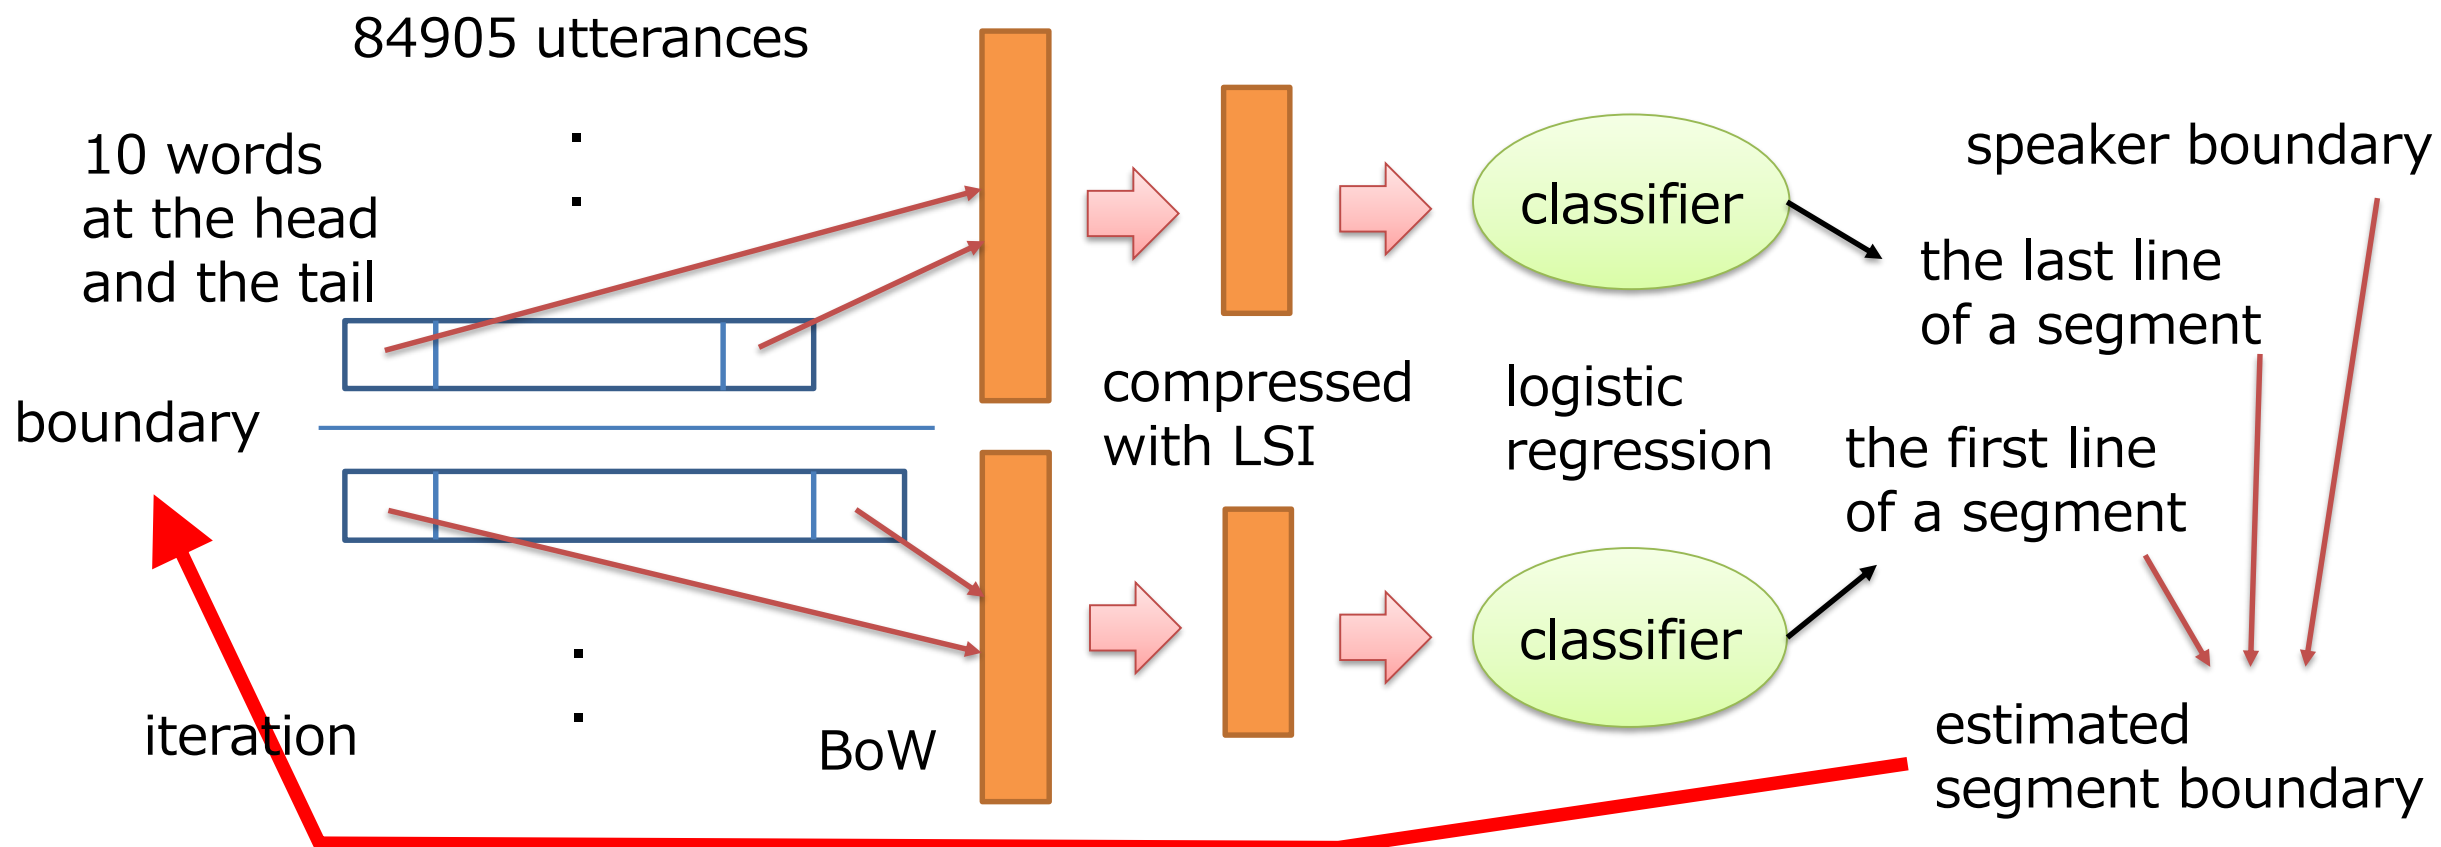 84905 utterances
10 words
at the head
and the tail
boundary
iteration
BoW
compressed
with LSI
classifier
logistic
regression
classifier
speaker boundary
the last line
of a segment
the first line
of a segment
estimated
segment boundary